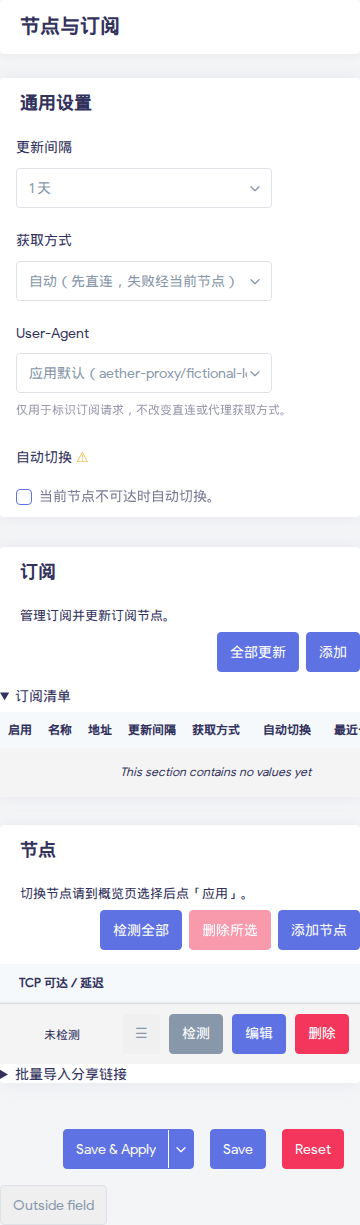 节点与订阅
通用设置
更新间隔
1 天
获取方式
自动（先直连，失败经当前节点）
User-Agent
应用默认（aether-proxy/fictional-l
仅用于标识订阅请求，不改变直连或代理获取方式。
自动切换 ⚠
当前节点不可达时自动切换。
订阅
管理订阅并更新订阅节点。
全部更新 添加
▼ 订阅清单
启用 名称 地址 更新间隔 获取方式 自动切换 最近
This section contains no values yet
节点
切换节点请到概览页选择后点「应用」。
检测全部 删除所选 添加节点
TCP 可达 / 延迟
未检测 ☰ 检测 编辑 删除
▶ 批量导入分享链接
Save & Apply Save Reset
Outside field